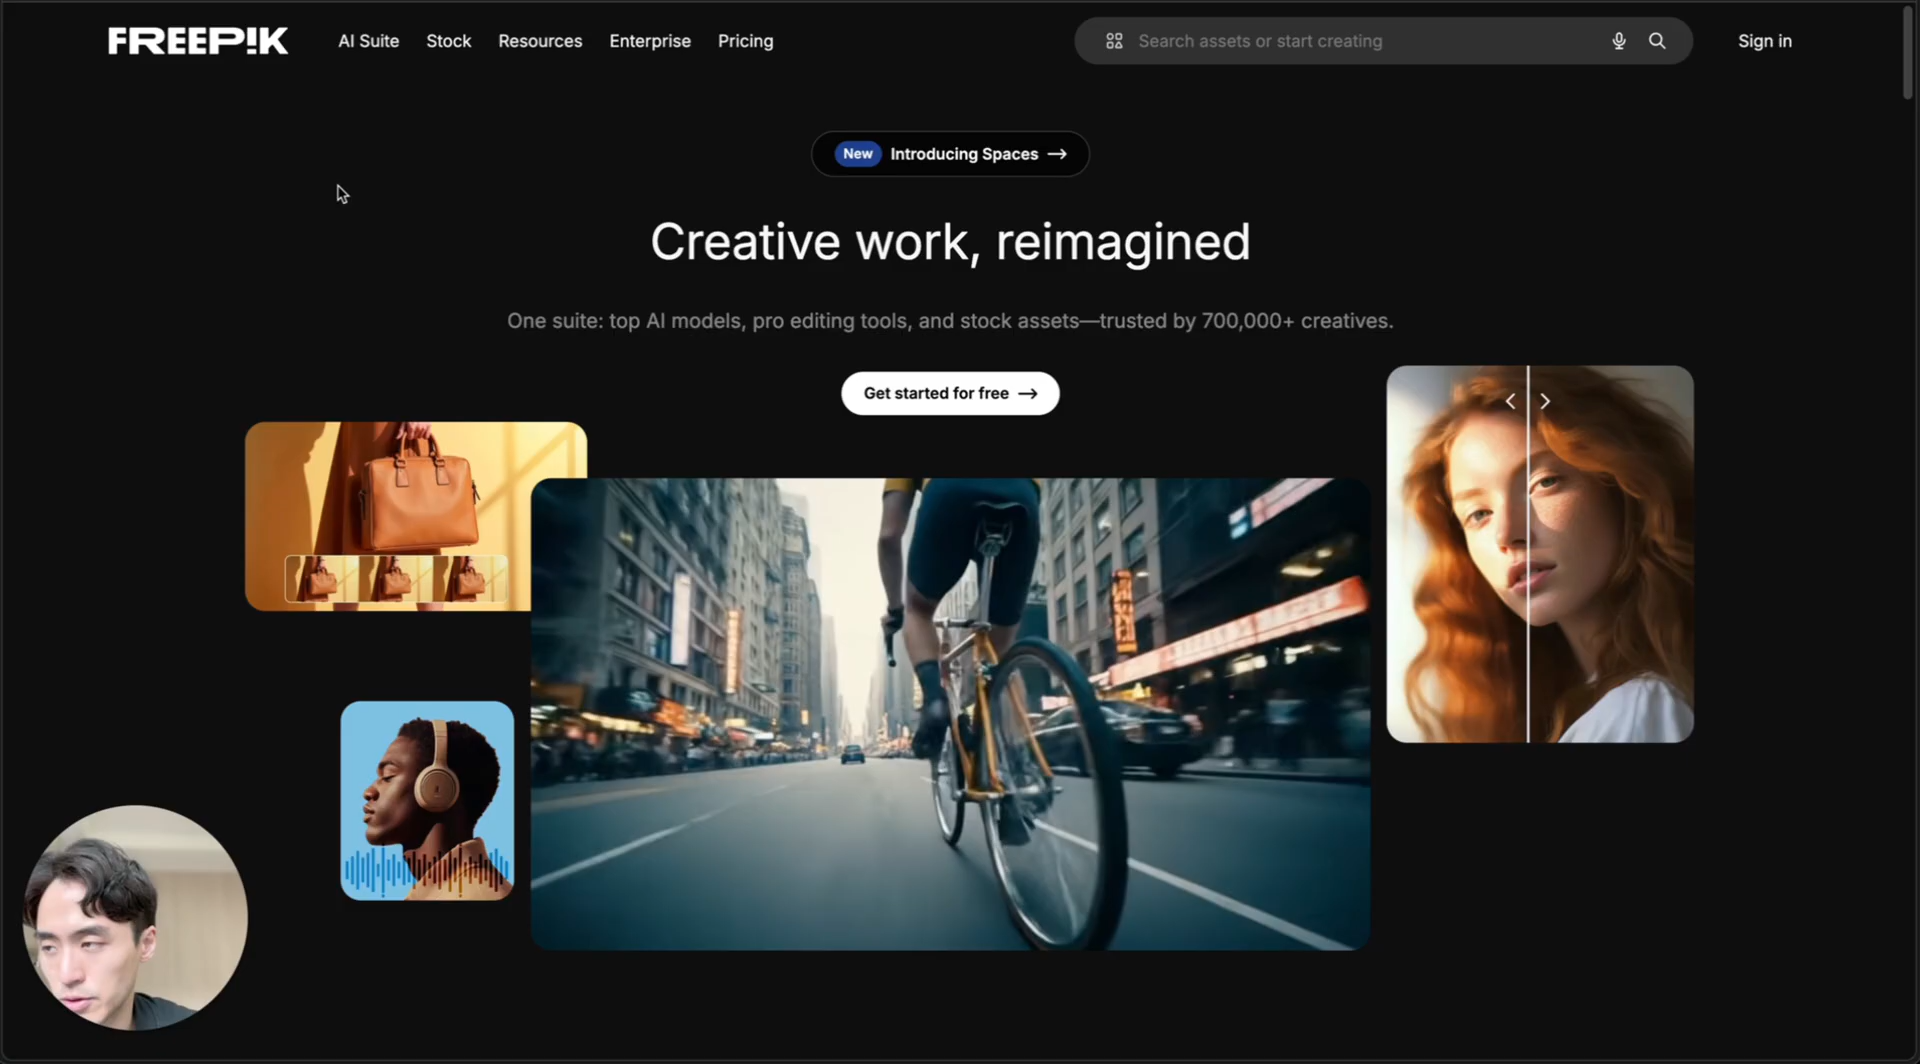 FREEP!K
AI Suite
Stock
Resources
Enterprise
Pricing
Search assets or start creating
Sign in
New Introducing Spaces →
Creative work, reimagined
One suite: top AI models, pro editing tools, and stock assets—trusted by 700,000+ creatives.
Get started for free →